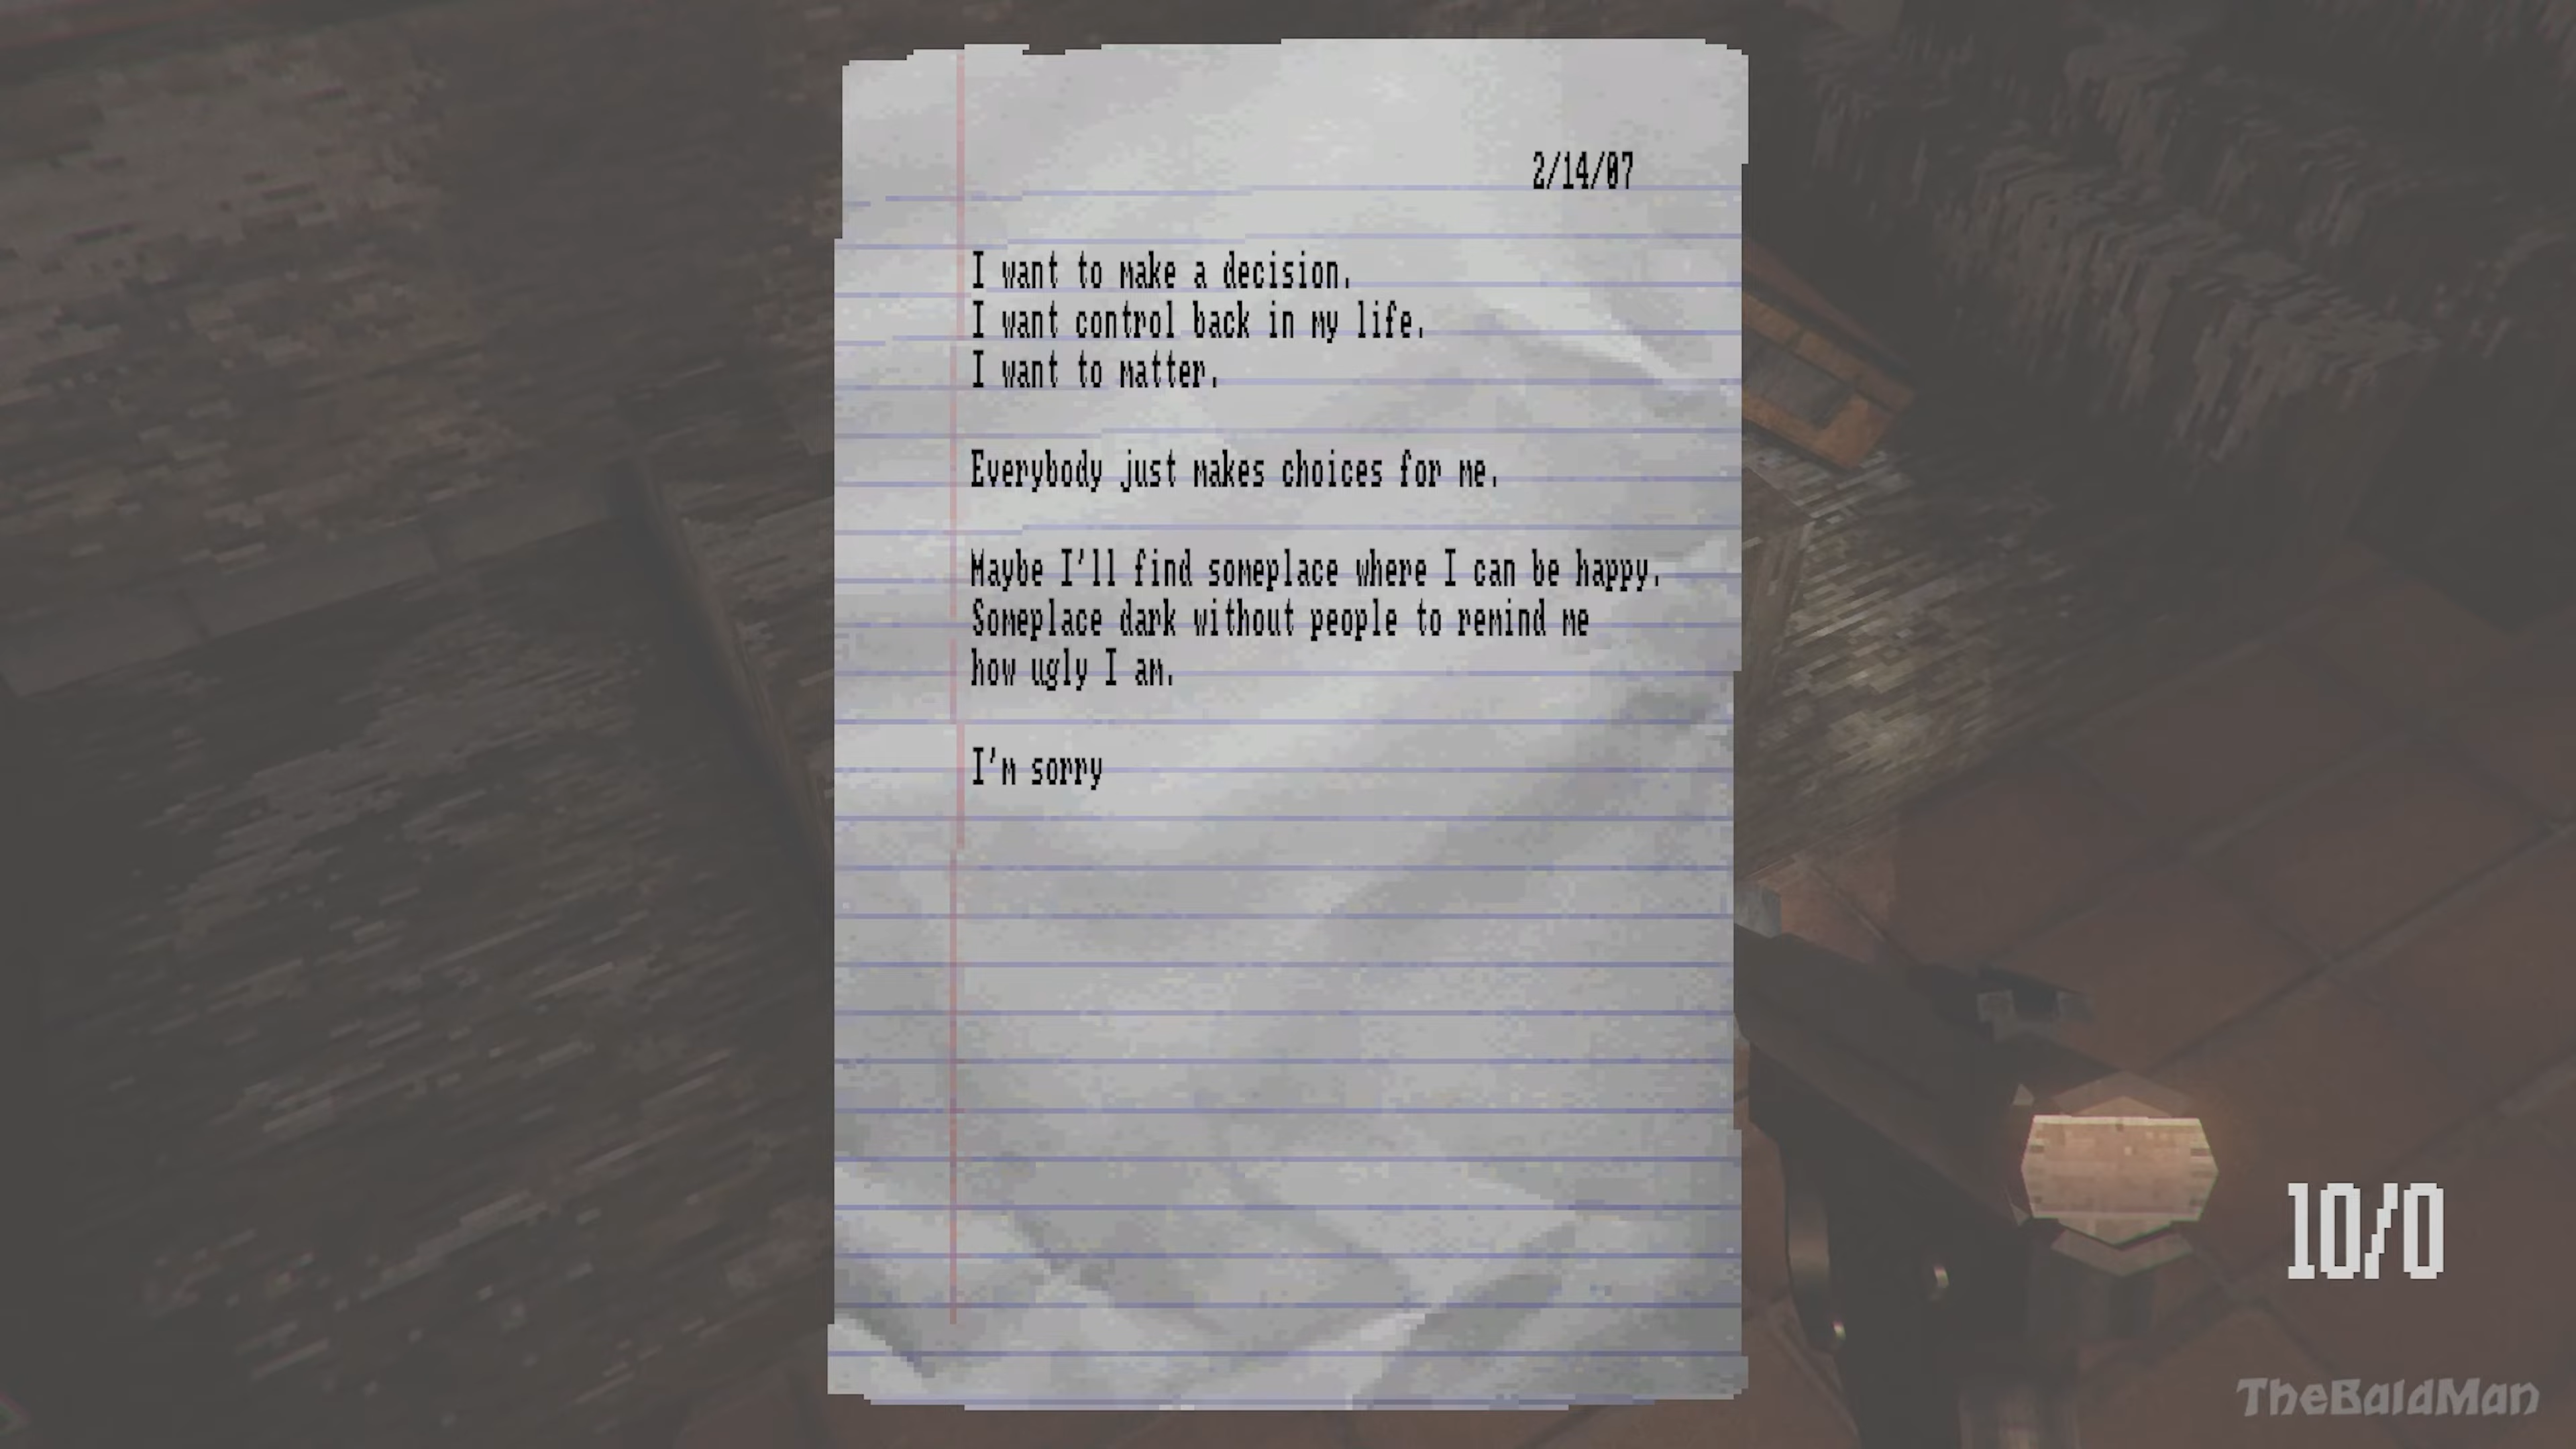 2/14/07
I want to make a decision.
I want control back in my life.
I want to matter.
Everybody just makes choices for me.
Maybe I'll find someplace where I can be happy.
Someplace dark without people to remind me
how ugly I am.
I'm sorry
10/0
TheBaldMan